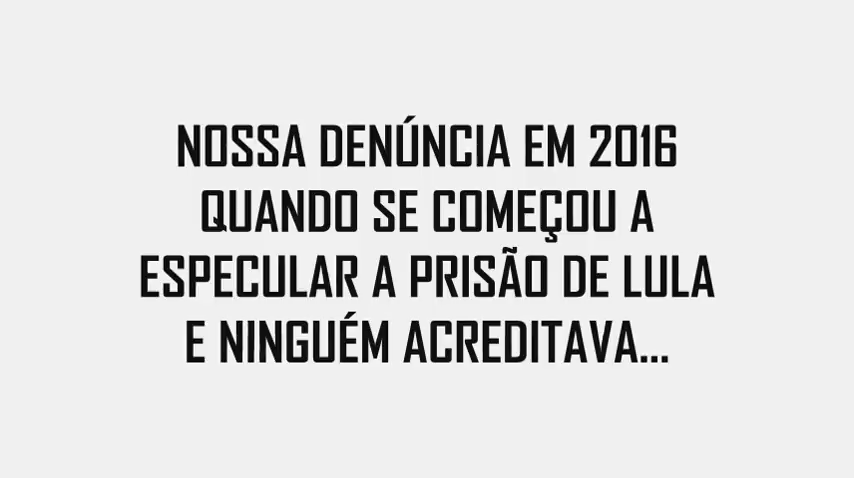 NOSSA DENÚNCIA EM 2016
QUANDO SE COMEÇOU A
ESPECULAR A PRISÃO DE LULA
E NINGUÉM ACREDITAVA...